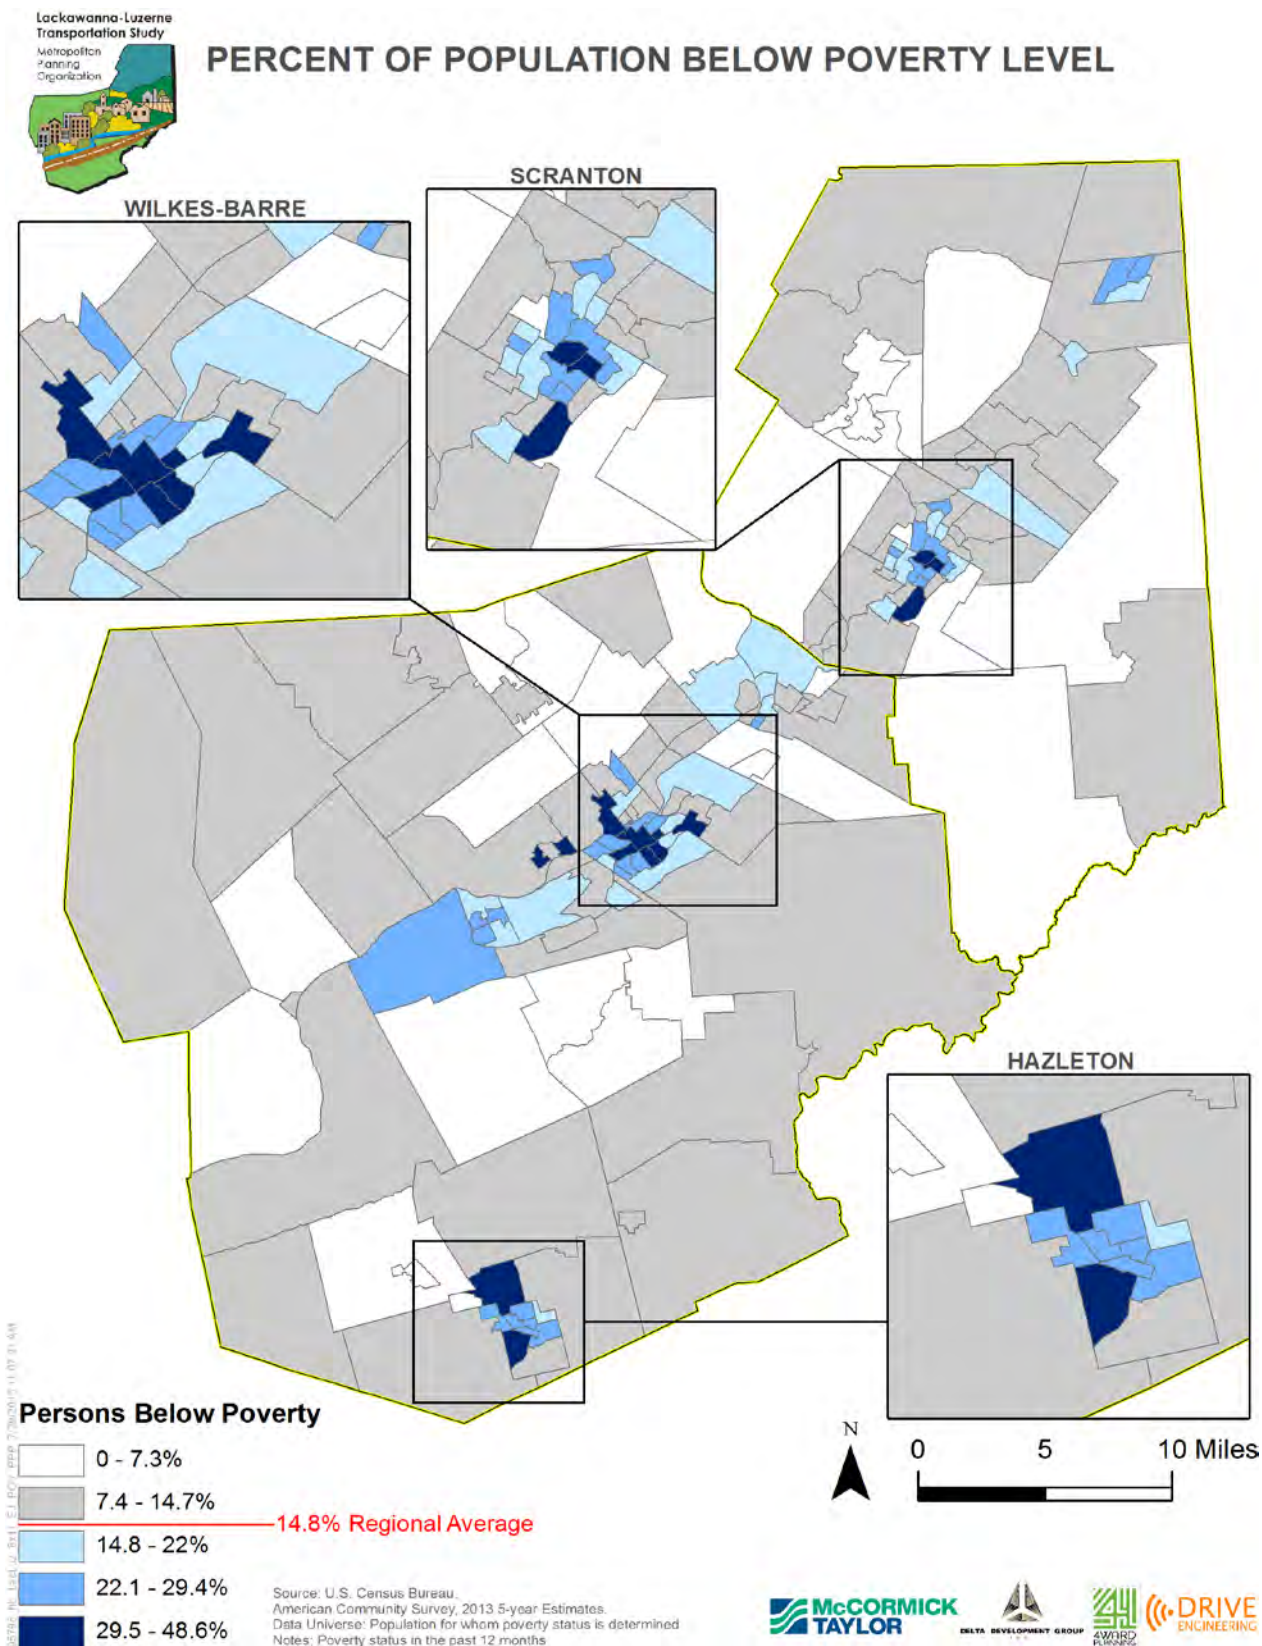 Lackawanna-Luzerne
Transportation Study
Metropolitan
Planning
Organization
PERCENT OF POPULATION BELOW POVERTY LEVEL
SCRANTON
WILKES-BARRE
HAZLETON
Persons Below Poverty
0 - 7.3%
7.4 - 14.7%
14.8% Regional Average
14.8 - 22%
22.1 - 29.4%
29.5 - 48.6%
N
0 5 10 Miles
Source: U.S. Census Bureau,
American Community Survey, 2013 5-year Estimates.
Data Universe: Population for whom poverty status is determined
Notes: Poverty status in the past 12 months
McCORMICK
TAYLOR
DELTA DEVELOPMENT GROUP
4WARD
PLANNING
DRIVE
ENGINEERING